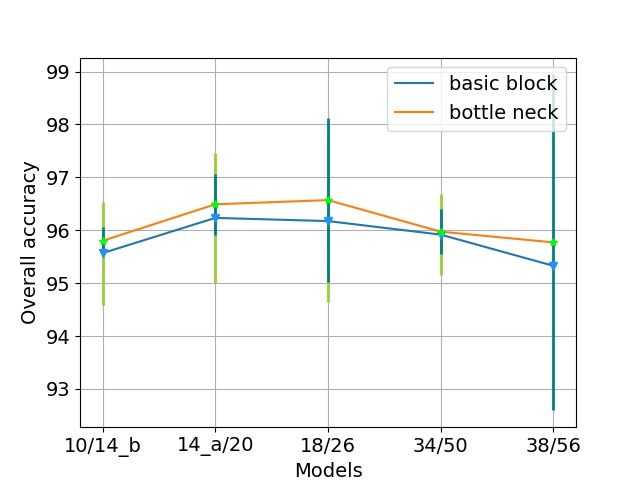 99
98
97
96
95
94
93
Overall accuracy
basic block
bottle neck
10/14_b 14_a/20 18/26 34/50 38/56
Models